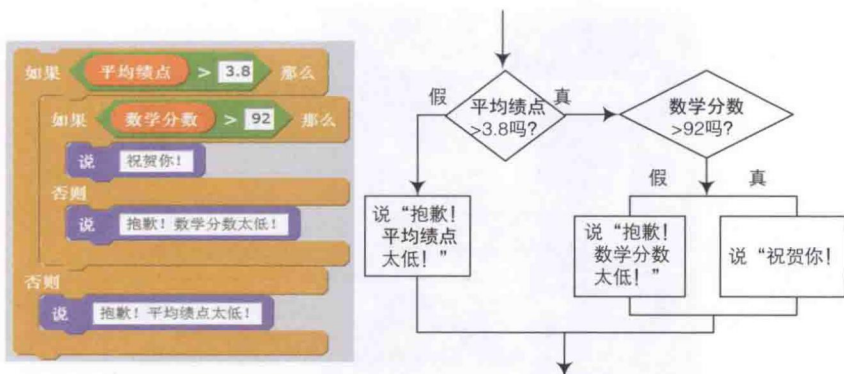 如果 平均绩点 > 3.8 那么
如果 数学分数 > 92 那么
说 祝贺你!
否则
说 抱歉! 数学分数太低!
否则
说 抱歉! 平均绩点太低!
平均绩点
>3.8吗?
假
真
数学分数
>92吗?
假
真
说“抱歉!
平均绩点
太低!”
说“抱歉!
数学分数
太低!”
说“祝贺你!